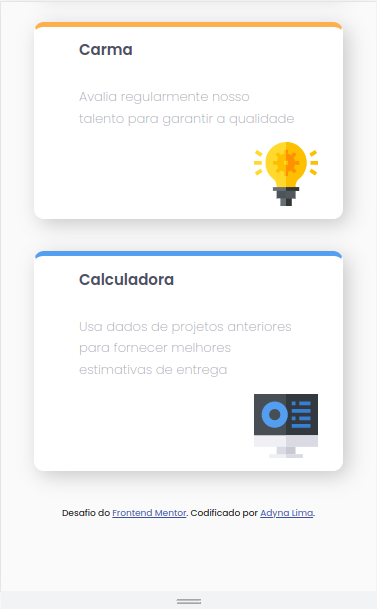 Carma
Avalia regularmente nosso
talento para garantir a qualidade
Calculadora
Usa dados de projetos anteriores
para fornecer melhores
estimativas de entrega
Desafio do Frontend Mentor. Codificado por Adyna Lima.